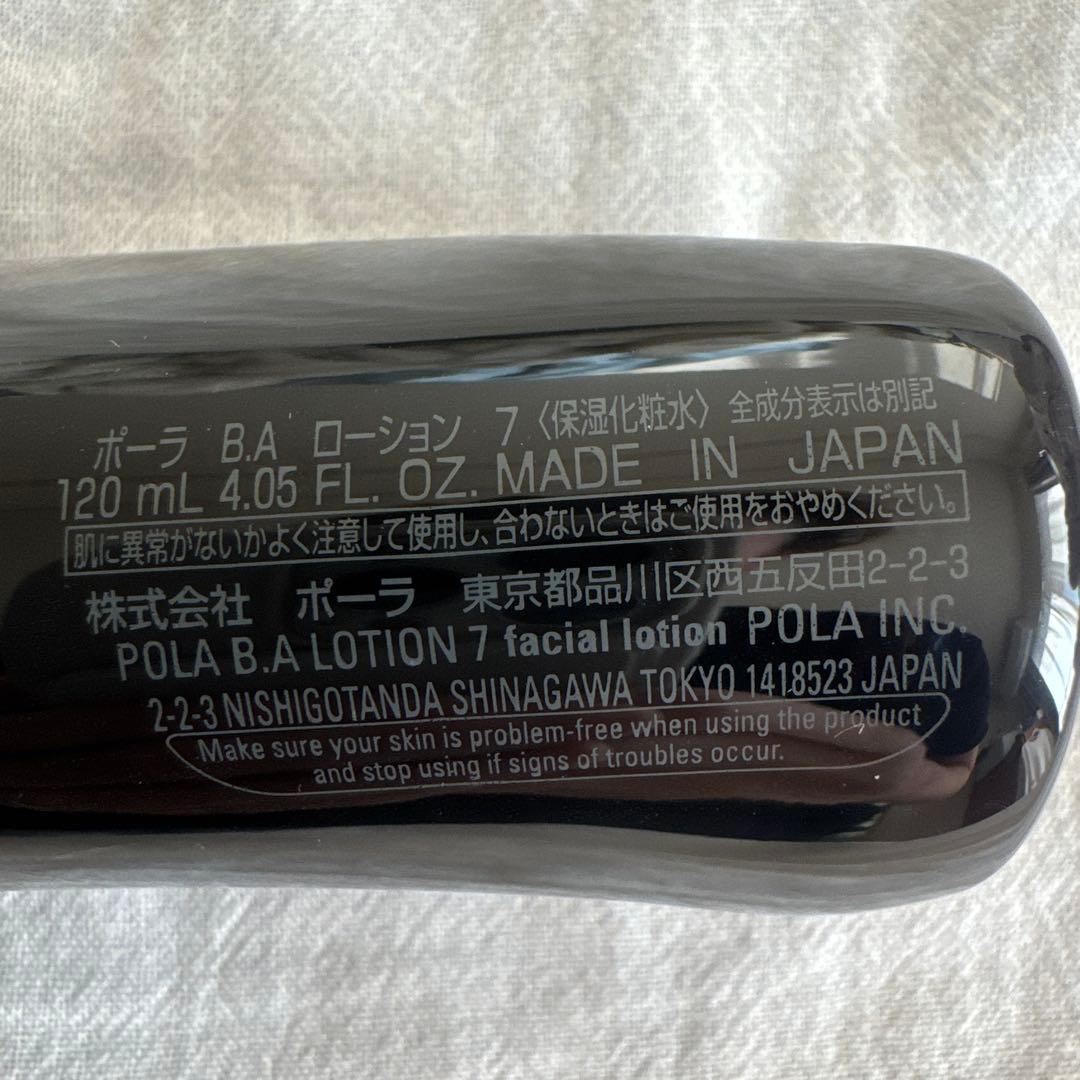 ポーラ B.A ローション 7〈保湿化粧水〉全成分表示は別記
120 mL 4.05 FL. OZ. MADE IN JAPAN
肌に異常がないかよく注意して使用し、合わないときはご使用をおやめください。
株式会社 ポーラ 東京都品川区西五反田2-2-3
POLA B.A LOTION 7 facial lotion POLA INC.
2-2-3 NISHIGOTANDA SHINAGAWA TOKYO 1418523 JAPAN
Make sure your skin is problem-free when using the product
and stop using if signs of troubles occur.